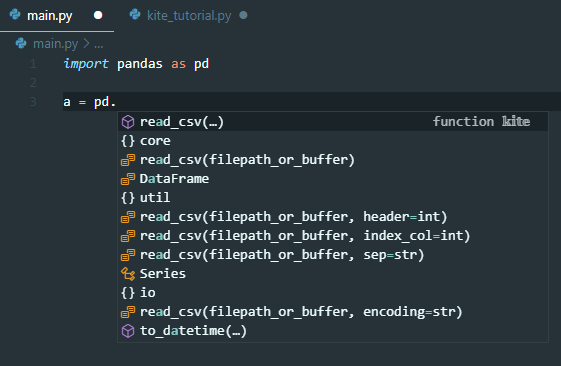 main.py kite_tutorial.py
main.py > ...
1 import pandas as pd
2
3 a = pd.
read_csv(…) function kite
{} core
read_csv(filepath_or_buffer)
DataFrame
{} util
read_csv(filepath_or_buffer, header=int)
read_csv(filepath_or_buffer, index_col=int)
read_csv(filepath_or_buffer, sep=str)
Series
{} io
read_csv(filepath_or_buffer, encoding=str)
to_datetime(…)